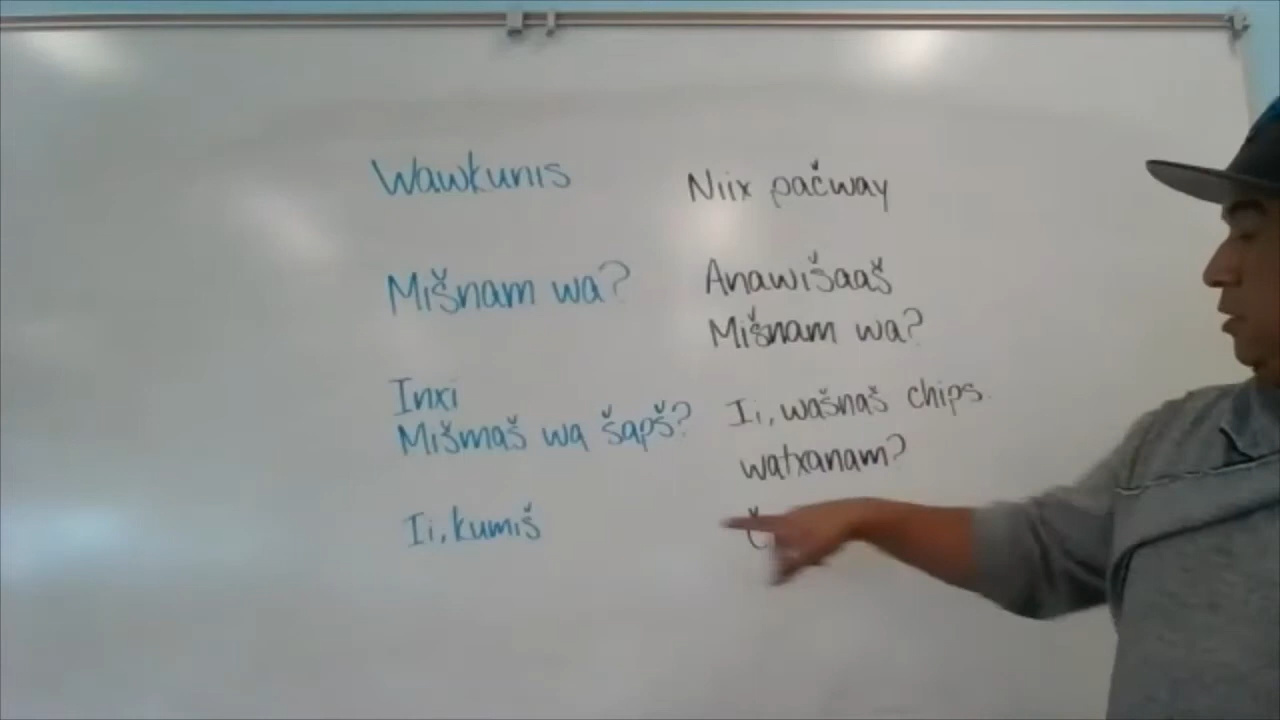 Wawkunis
Niix pačway
Mišnam wa?
Anawišaaš
Mišnam wa?
Inxi
Mišmaš wa šapš?
Ii, wašnaš chips.
watxanam?
Ii, kumiš